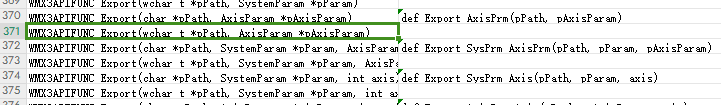 WMX3APIFUNC Export(wchar t *pPath, SystemParam *pParam)
370 WMX3APIFUNC Export(char *pPath, AxisParam *pAxisParam) def Export AxisPrm(pPath, pAxisParam)
371 WMX3APIFUNC Export(wchar t *pPath, AxisParam *pAxisParam)
372 WMX3APIFUNC Export(char *pPath, SystemParam *pParam, AxisParam def Export SysPrm AxisPrm(pPath, pParam, pAxisParam)
373 WMX3APIFUNC Export(wchar t *pPath, SystemParam *pParam, AxisPa
374 WMX3APIFUNC Export(char *pPath, SystemParam *pParam, int axis, def Export SysPrm Axis(pPath, pParam, axis)
375 WMX3APIFUNC Export(wchar t *pPath, SystemParam *pParam, int ax